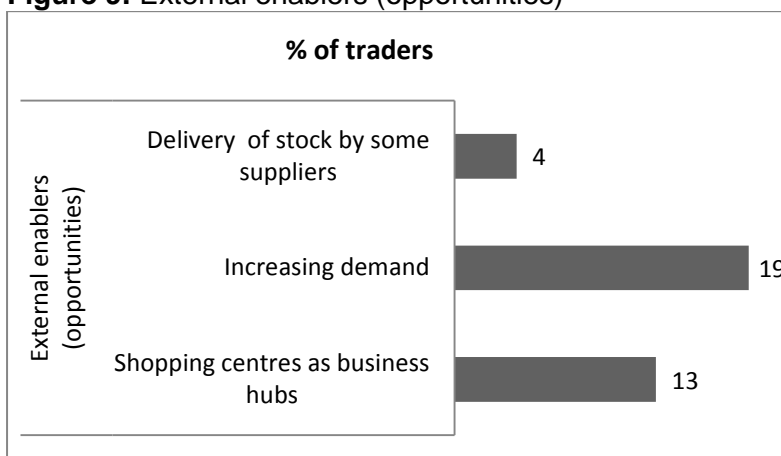 Figure External enablers (opportunities)
% of traders
External enablers
(opportunities)
Delivery of stock by some
suppliers
4
Increasing demand
19
Shopping centres as business
hubs
13